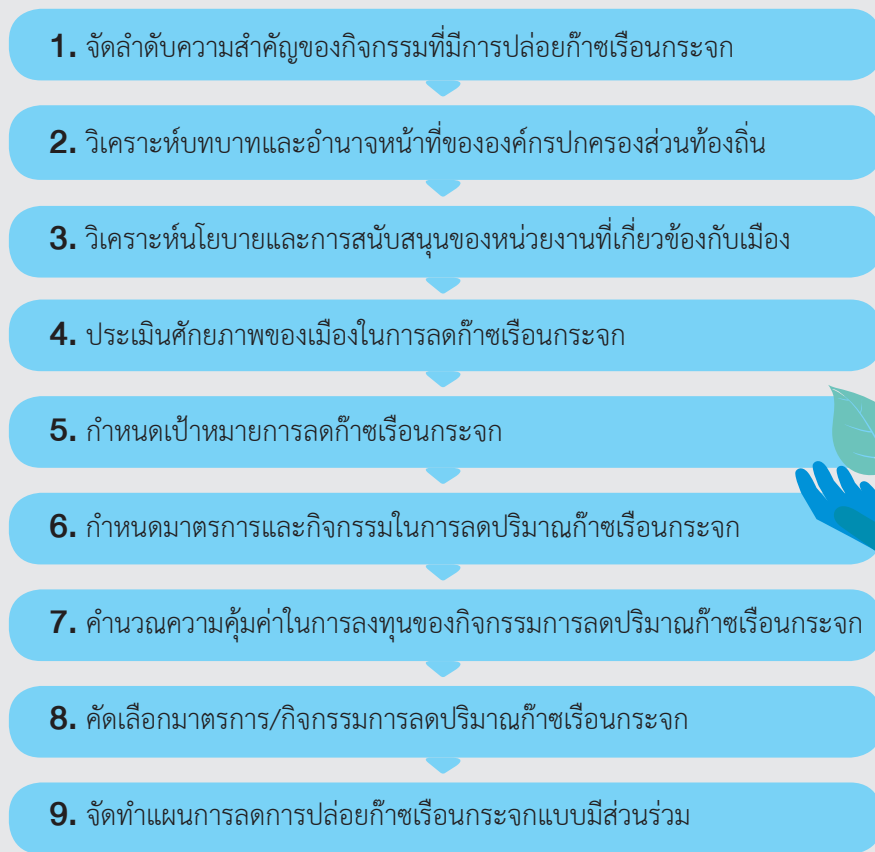 1. จัดลำดับความสำคัญของกิจกรรมที่มีการปล่อยก๊าซเรือนกระจก
2. วิเคราะห์บทบาทและอำนาจหน้าที่ขององค์กรปกครองส่วนท้องถิ่น
3. วิเคราะห์นโยบายและการสนับสนุนของหน่วยงานที่เกี่ยวข้องกับเมือง
4. ประเมินศักยภาพของเมืองในการลดก๊าซเรือนกระจก
5. กำหนดเป้าหมายการลดก๊าซเรือนกระจก
6. กำหนดมาตรการและกิจกรรมในการลดปริมาณก๊าซเรือนกระจก
7. คำนวณความคุ้มค่าในการลงทุนของกิจกรรมการลดปริมาณก๊าซเรือนกระจก
8. คัดเลือกมาตรการ/กิจกรรมการลดปริมาณก๊าซเรือนกระจก
9. จัดทำแผนการลดการปล่อยก๊าซเรือนกระจกแบบมีส่วนร่วม